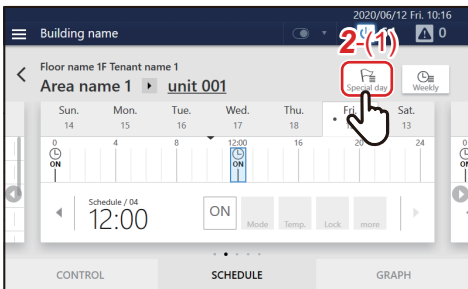 2020/06/12 Fri. 10:16
Building name
2-(1)
0
Floor name 1F Tenant name
Area name 1 unit 001
Special day
Weekly
Sun. Mon. Tue. Wed. Thu. Fri. Sat.
14 15 16 17 18 13
0 4 8 12:00 16 20 24 0
ON ON ON
Schedule / 04
12:00
ON Mode Temp. Lock more
CONTROL SCHEDULE GRAPH